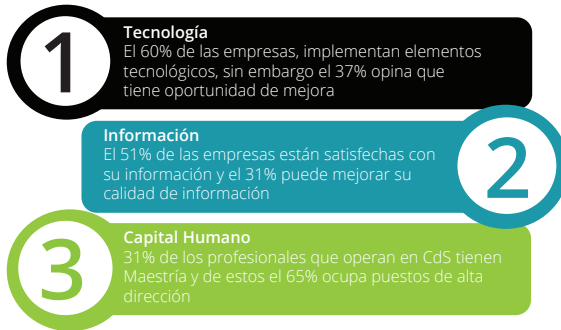 1
Tecnología
El 60% de las empresas, implementan elementos
tecnológicos, sin embargo el 37% opina que
tiene oportunidad de mejora
Información
El 51% de las empresas están satisfechas con
su información y el 31% puede mejorar su
calidad de información
2
3
Capital Humano
31% de los profesionales que operan en CdS tienen
Maestría y de estos el 65% ocupa puestos de alta
dirección